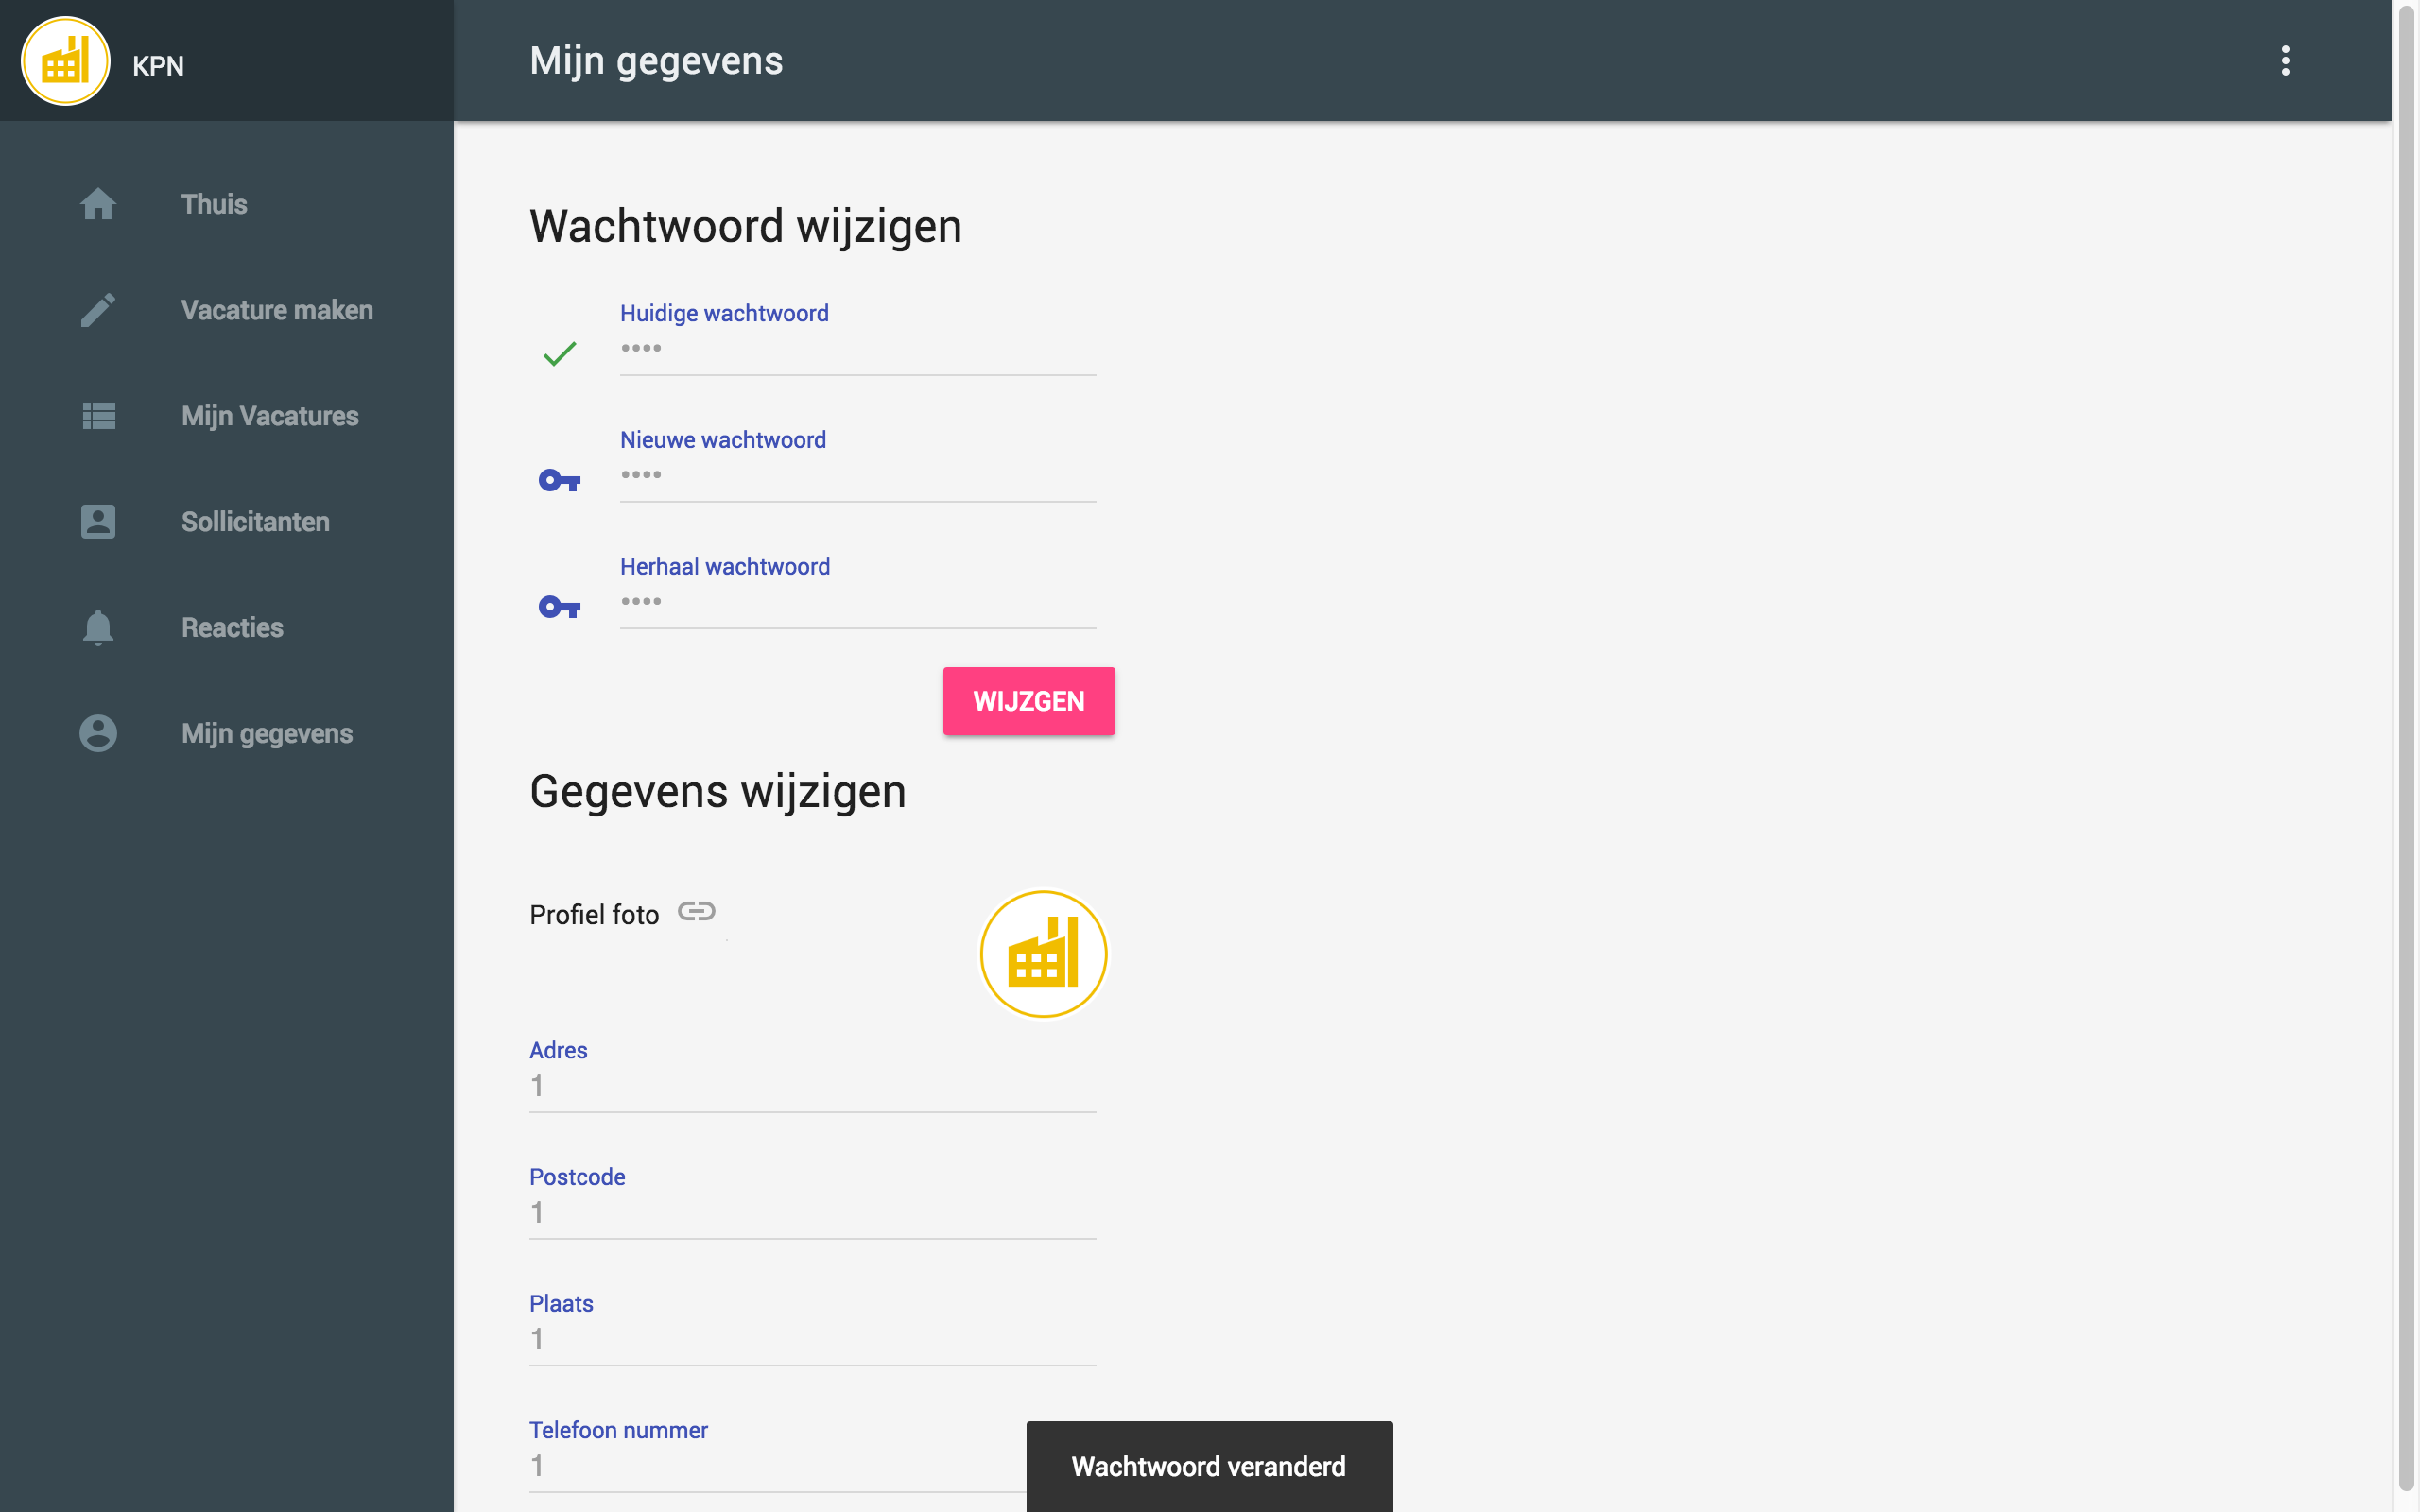 KPN
Mijn gegevens
Thuis
Vacature maken
Mijn Vacatures
Sollicitanten
Reacties
Mijn gegevens
Wachtwoord wijzigen
Huidige wachtwoord
••••
Nieuwe wachtwoord
••••
Herhaal wachtwoord
••••
WIJZGEN
Gegevens wijzigen
Profiel foto
Adres
1
Postcode
1
Plaats
1
Telefoon nummer
1
Wachtwoord veranderd